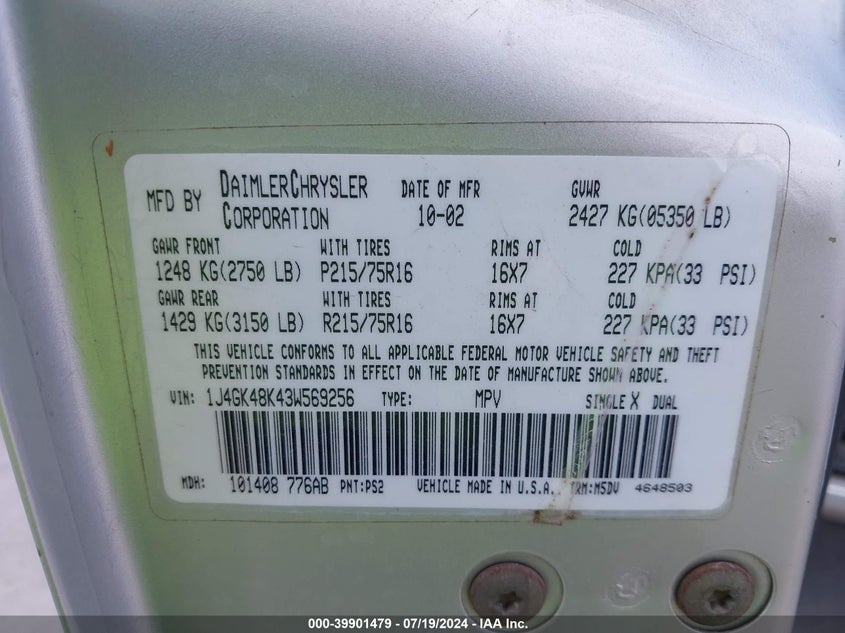 MFD BY DAIMLERCHRYSLER CORPORATION DATE OF MFR 10-02 GVWR 2427 KG(05350 LB)
GAWR FRONT WITH TIRES RIMS AT COLD
1248 KG(2750 LB) P215/75R16 16X7 227 KPA(33 PSI)
GAWR REAR WITH TIRES RIMS AT COLD
1429 KG(3150 LB) R215/75R16 16X7 227 KPA(33 PSI)
THIS VEHICLE CONFORMS TO ALL APPLICABLE FEDERAL MOTOR VEHICLE SAFETY AND THEFT
PREVENTION STANDARDS IN EFFECT ON THE DATE OF MANUFACTURE SHOWN ABOVE.
VIN: 1J4GK48K43W569256 TYPE: MPV SINGLE X DUAL
MDH: 101408 776AB PNT:PS2 VEHICLE MADE IN U.S.A. TRM:M5DV 4648503
000-39901479 / 07/19/2024 - IAA Inc.